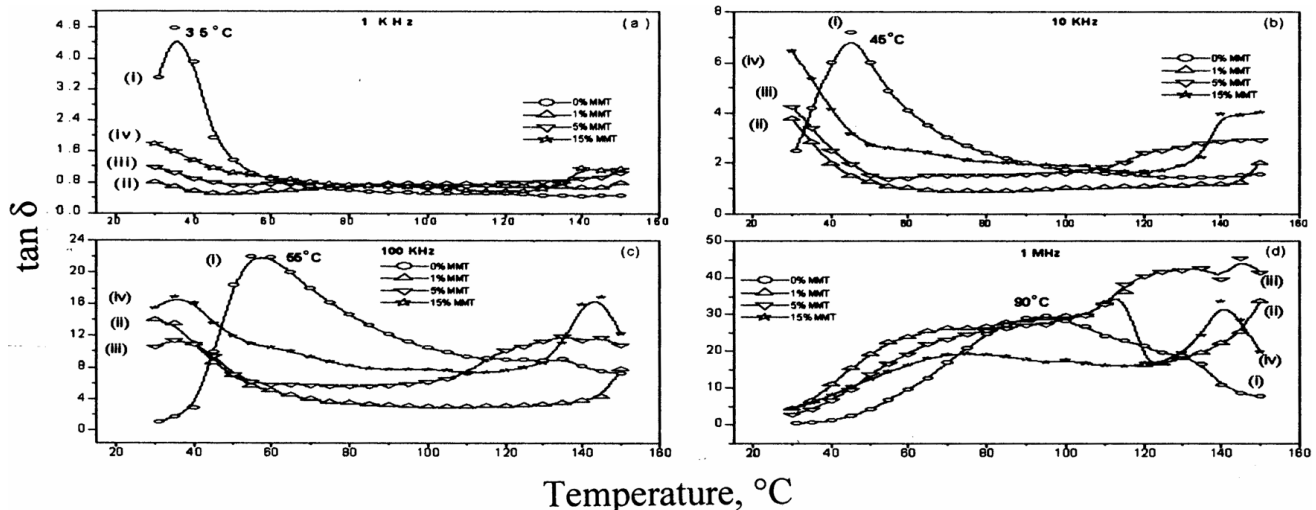 tan δ
1 KHz
(a)
35°C
(i)
(iv)
(iii)
(ii)
0% MMT
1% MMT
5% MMT
15% MMT
4.8
4.0
3.2
2.4
1.6
0.8
0.0
20 40 60 80 100 120 140 160
10 KHz
(b)
(i)
45°C
(iv)
(iii)
(ii)
0% MMT
1% MMT
5% MMT
15% MMT
8
6
4
2
0
20 40 60 80 100 120 140 160
100 KHz
(c)
(i)
55°C
(iv)
(ii)
(iii)
0% MMT
1% MMT
5% MMT
15% MMT
24
20
16
12
8
4
0
20 40 60 80 100 120 140 160
1 MHz
(d)
90°C
(iii)
(ii)
(iv)
(i)
0% MMT
1% MMT
5% MMT
15% MMT
50
40
30
20
10
0
20 40 60 80 100 120 140 160
Temperature, °C